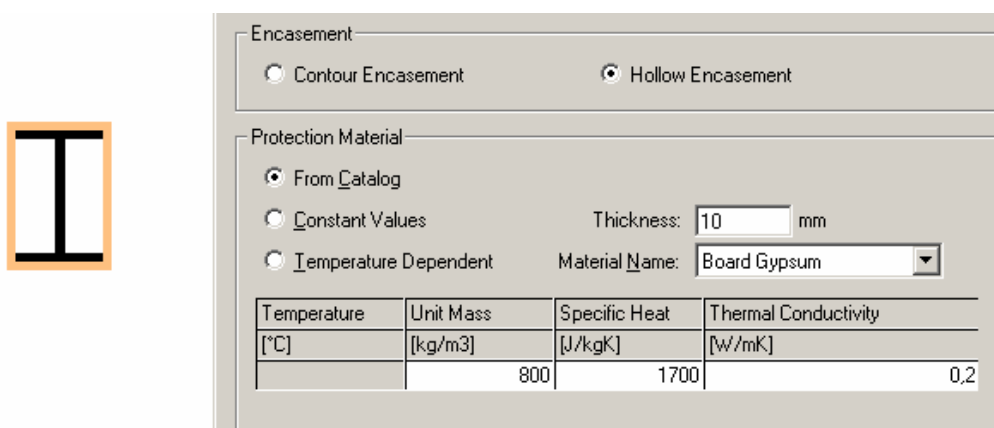 Encasement
Contour Encasement Hollow Encasement
Protection Material
From Catalog
Constant Values Thickness: 10 mm
Temperature Dependent Material Name: Board Gypsum
Temperature Unit Mass Specific Heat Thermal Conductivity
[°C] [kg/m3] [J/kgK] [W/mK]
800 1700 0,2